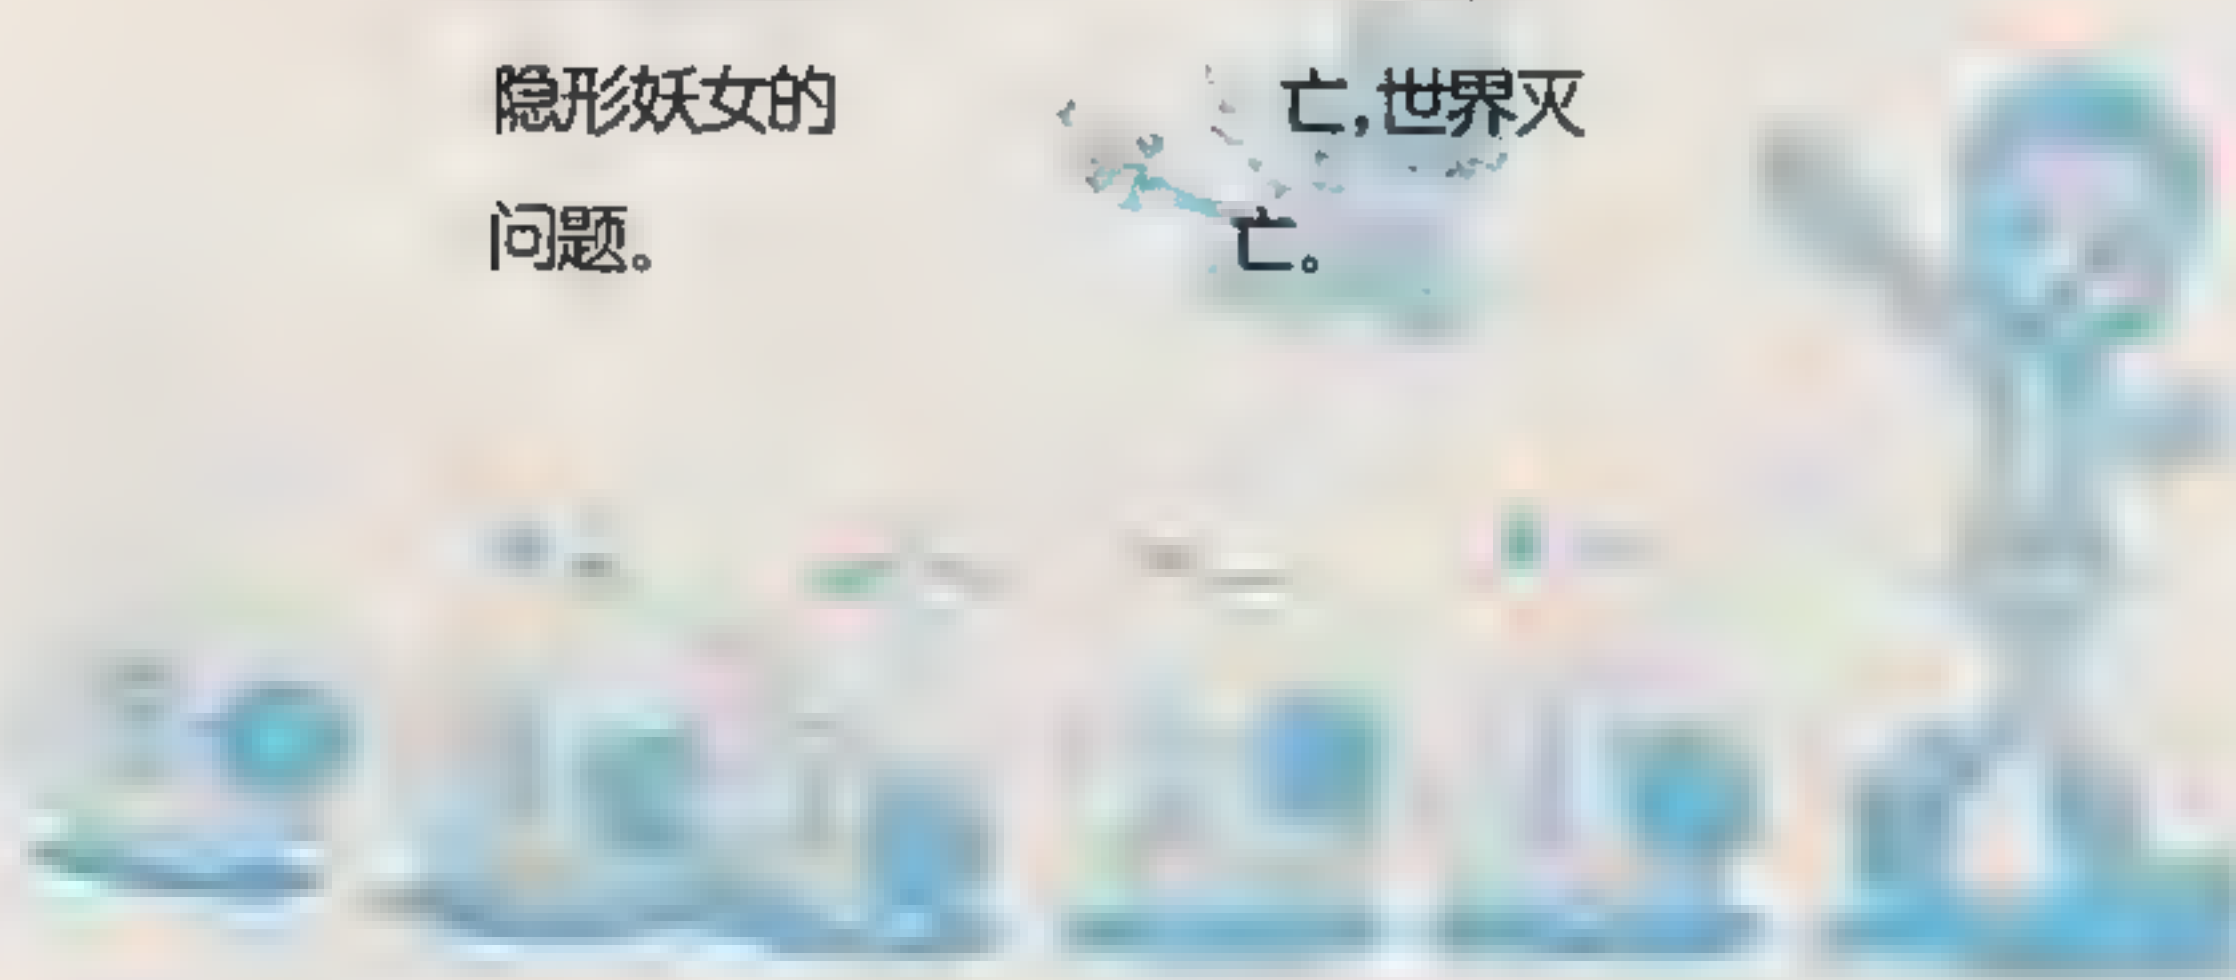 隐形妖女的
问题。
亡,世界灭
亡。